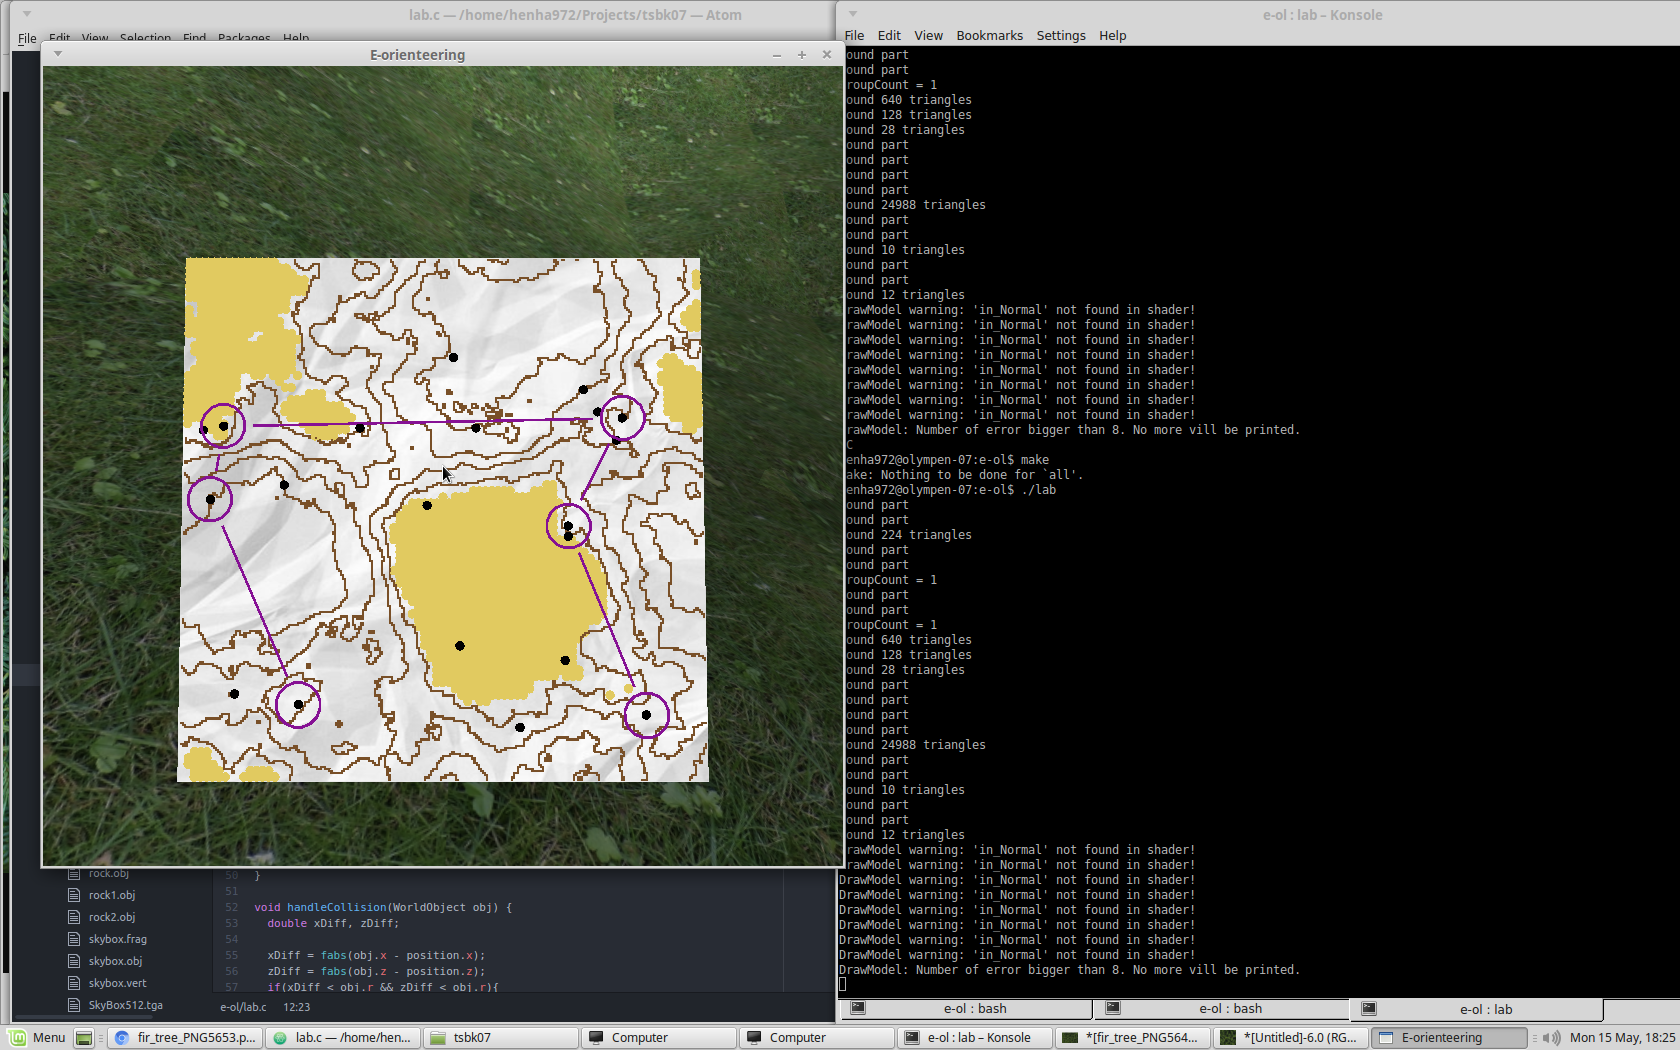 lab.c — /home/henha972/Projects/tsbk07 — Atom
File Edit View Selection Find Packages Help
E-orienteering
rock.obj
rock1.obj
rock2.obj
skybox.frag
skybox.obj
skybox.vert
SkyBox512.tga
50 }
51
52 void handleCollision(WorldObject obj) {
53 double xDiff, zDiff;
54
55 xDiff = fabs(obj.x - position.x);
56 zDiff = fabs(obj.z - position.z);
57 if(xDiff < obj.r && zDiff < obj.r){
e-ol/lab.c 12:23
e-ol : lab – Konsole
File Edit View Bookmarks Settings Help
ound part
ound part
roupCount = 1
ound 640 triangles
ound 128 triangles
ound 28 triangles
ound part
ound part
ound part
ound part
ound 24988 triangles
ound part
ound part
ound 10 triangles
ound part
ound part
ound 12 triangles
rawModel warning: 'in_Normal' not found in shader!
rawModel warning: 'in_Normal' not found in shader!
rawModel warning: 'in_Normal' not found in shader!
rawModel warning: 'in_Normal' not found in shader!
rawModel warning: 'in_Normal' not found in shader!
rawModel warning: 'in_Normal' not found in shader!
rawModel warning: 'in_Normal' not found in shader!
rawModel warning: 'in_Normal' not found in shader!
rawModel: Number of error bigger than 8. No more vill be printed.
C
enha972@olympen-07:e-ol$ make
ake: Nothing to be done for `all'.
enha972@olympen-07:e-ol$ ./lab
ound part
ound part
ound 224 triangles
ound part
ound part
roupCount = 1
ound part
ound part
roupCount = 1
ound 640 triangles
ound 128 triangles
ound 28 triangles
ound part
ound part
ound part
ound part
ound 24988 triangles
ound part
ound part
ound 10 triangles
ound part
ound part
ound 12 triangles
rawModel warning: 'in_Normal' not found in shader!
rawModel warning: 'in_Normal' not found in shader!
DrawModel warning: 'in_Normal' not found in shader!
DrawModel warning: 'in_Normal' not found in shader!
DrawModel warning: 'in_Normal' not found in shader!
DrawModel warning: 'in_Normal' not found in shader!
DrawModel warning: 'in_Normal' not found in shader!
DrawModel warning: 'in_Normal' not found in shader!
DrawModel: Number of error bigger than 8. No more vill be printed.
e-ol : bash e-ol : bash e-ol : lab
Menu fir_tree_PNG5653.p... lab.c — /home/hen... tsbk07 Computer Computer e-ol : lab – Konsole *[fir_tree_PNG564... *[Untitled]-6.0 (RG... E-orienteering Mon 15 May, 18:25